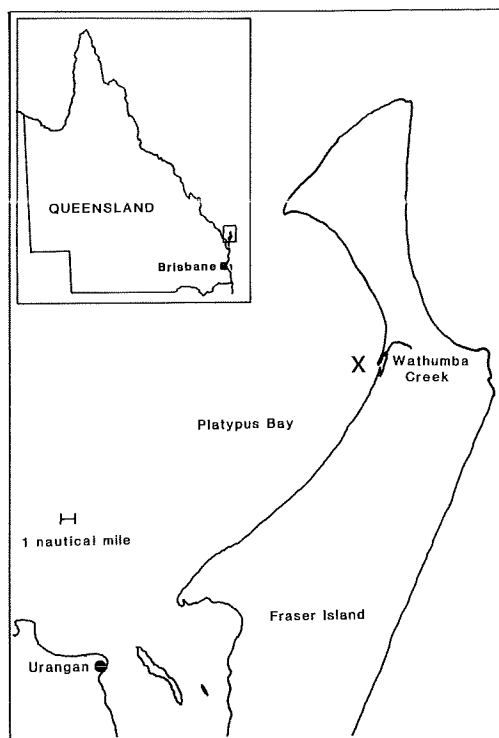 QUEENSLAND
Brisbane
X
Wathumba
Creek
Platypus Bay
1 nautical mile
Fraser Island
Urangan